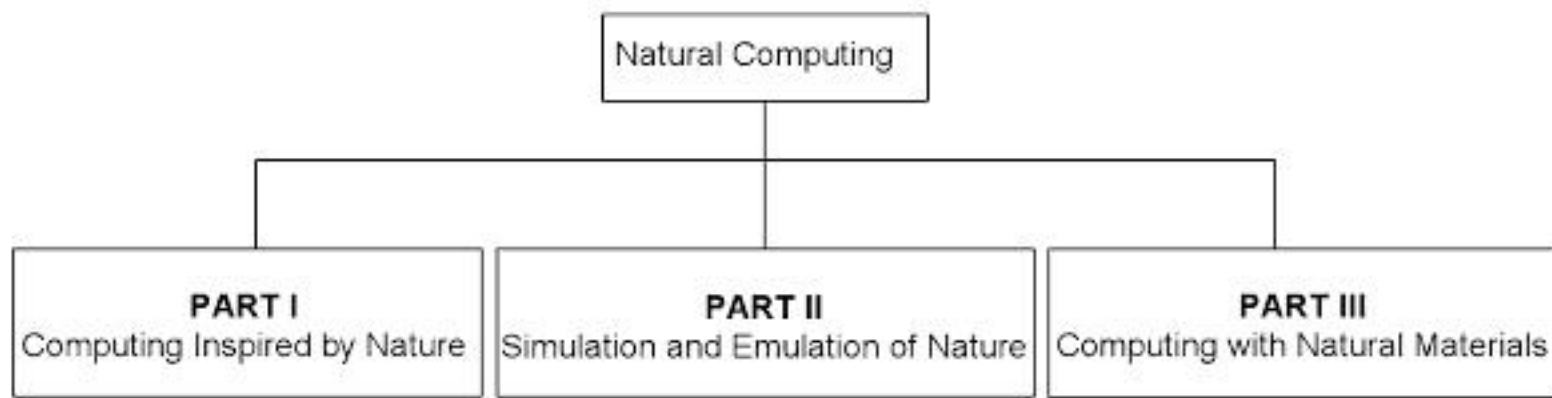 Natural Computing
PART I
Computing Inspired by Nature
PART II
Simulation and Emulation of Nature
PART III
Computing with Natural Materials